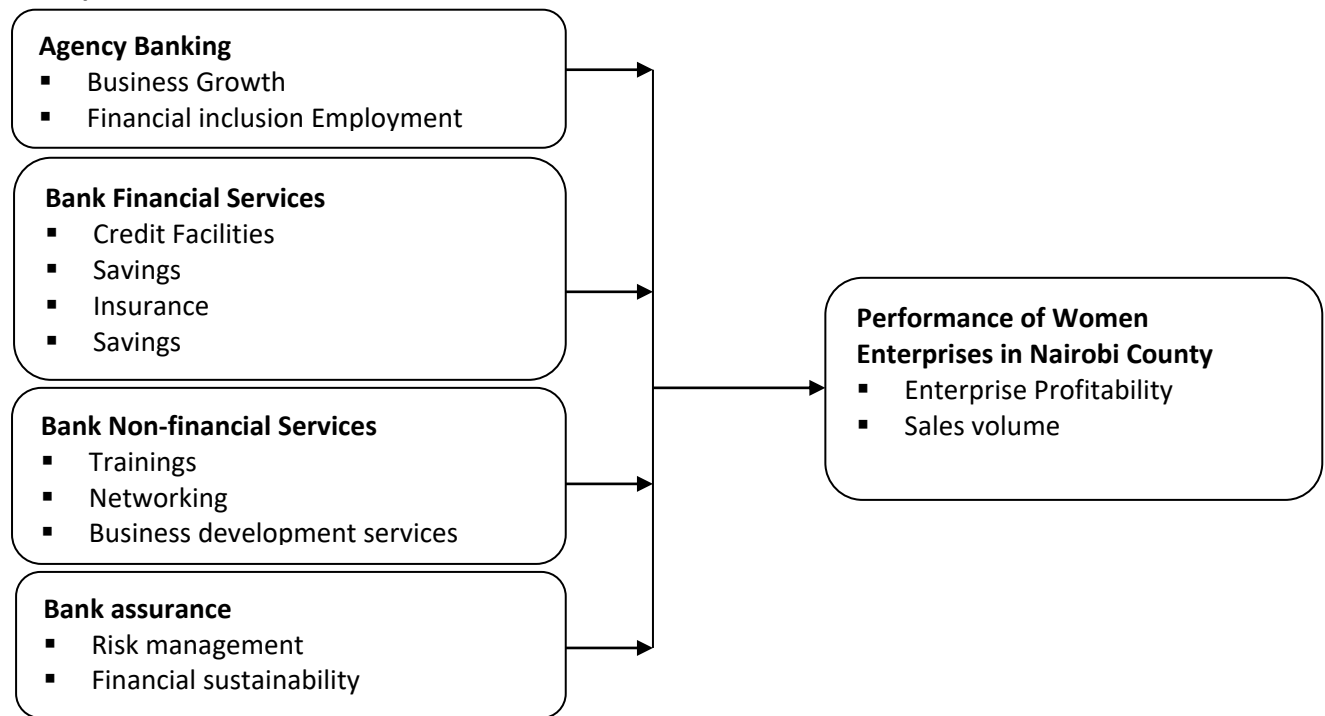 Agency Banking
▪ Business Growth
▪ Financial inclusion Employment
Bank Financial Services
▪ Credit Facilities
▪ Savings
▪ Insurance
▪ Savings
Bank Non-financial Services
▪ Trainings
▪ Networking
▪ Business development services
Bank assurance
▪ Risk management
▪ Financial sustainability
Performance of Women
Enterprises in Nairobi County
▪ Enterprise Profitability
▪ Sales volume